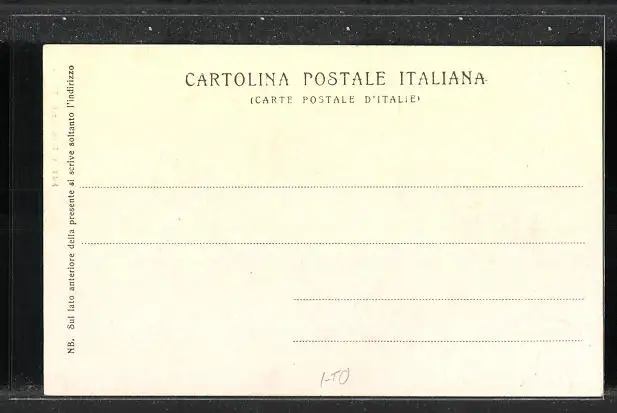 CARTOLINA POSTALE ITALIANA
(CARTE POSTALE D'ITALIE)
NB. Sul lato anteriore della presente si scrive soltanto l'indirizzo